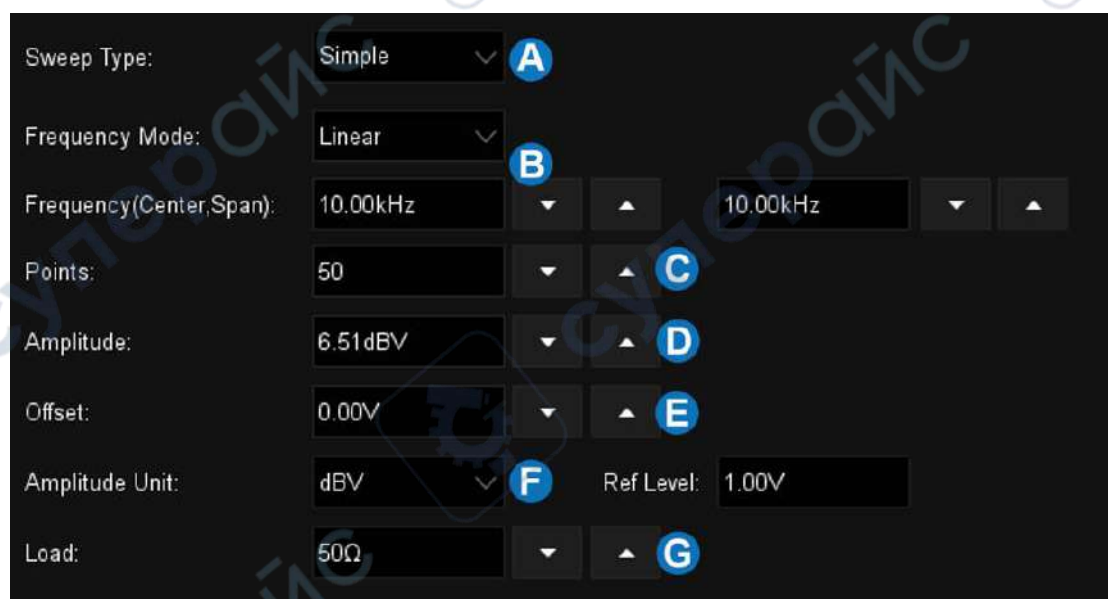 Sweep Type: Simple A
Frequency Mode: Linear
B
Frequency(Center,Span): 10.00kHz 10.00kHz
Points: 50 C
Amplitude: 6.51dBV D
Offset: 0.00V E
Amplitude Unit: dBV F Ref Level: 1.00V
Load: 50Ω G
суперайс